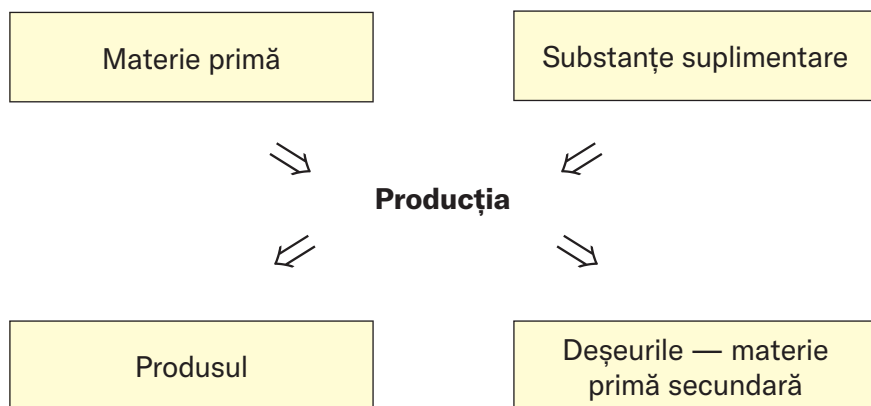 Materie primă
Substanțe suplimentare
Producția
Produsul
Deșeurile — materie
primă secundară